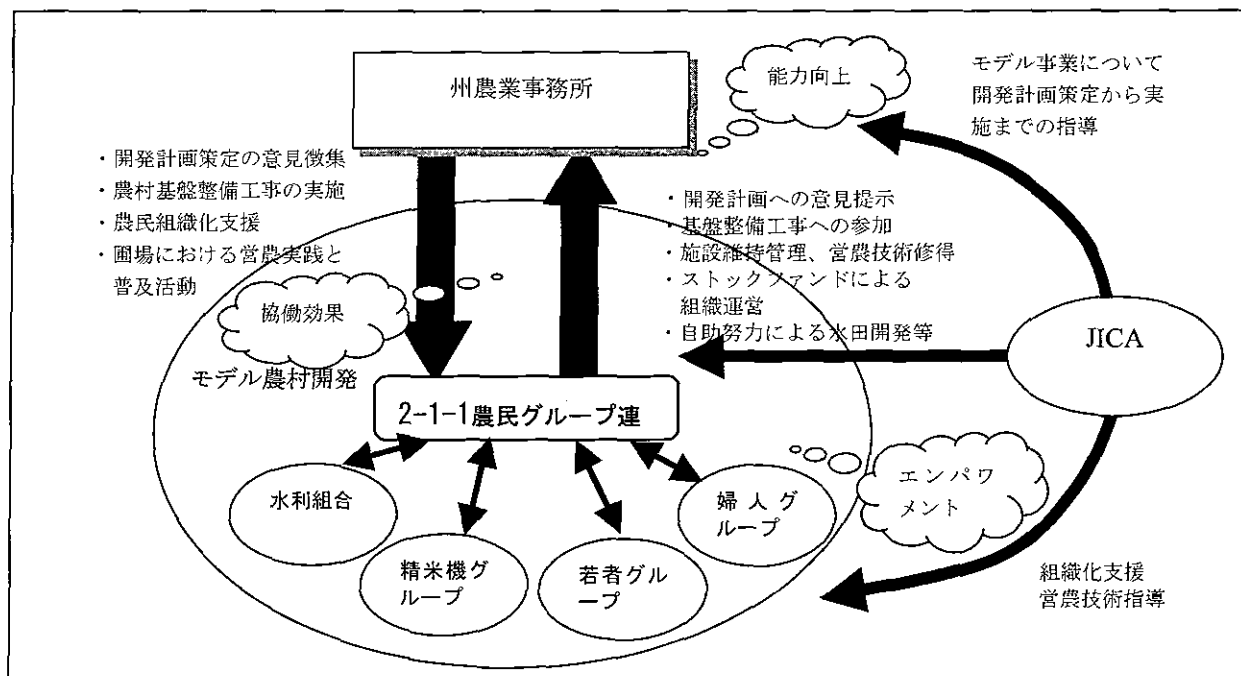 州農業事務所
能力向上
モデル事業について
開発計画策定から実
施までの指導
・開発計画策定の意見徴集
・農村基盤整備工事の実施
・農民組織化支援
・圃場における営農実践と
普及活動
・開発計画への意見提示
・基盤整備工事への参加
・施設維持管理、営農技術修得
・ストックファンドによる
組織運営
・自助努力による水田開発等
協働効果
モデル農村開発
JICA
2-1-1農民グループ連
水利組合
精米機グ
ループ
若者グル
ープ
婦人グ
ループ
エンパワ
メント
組織化支援
営農技術指導